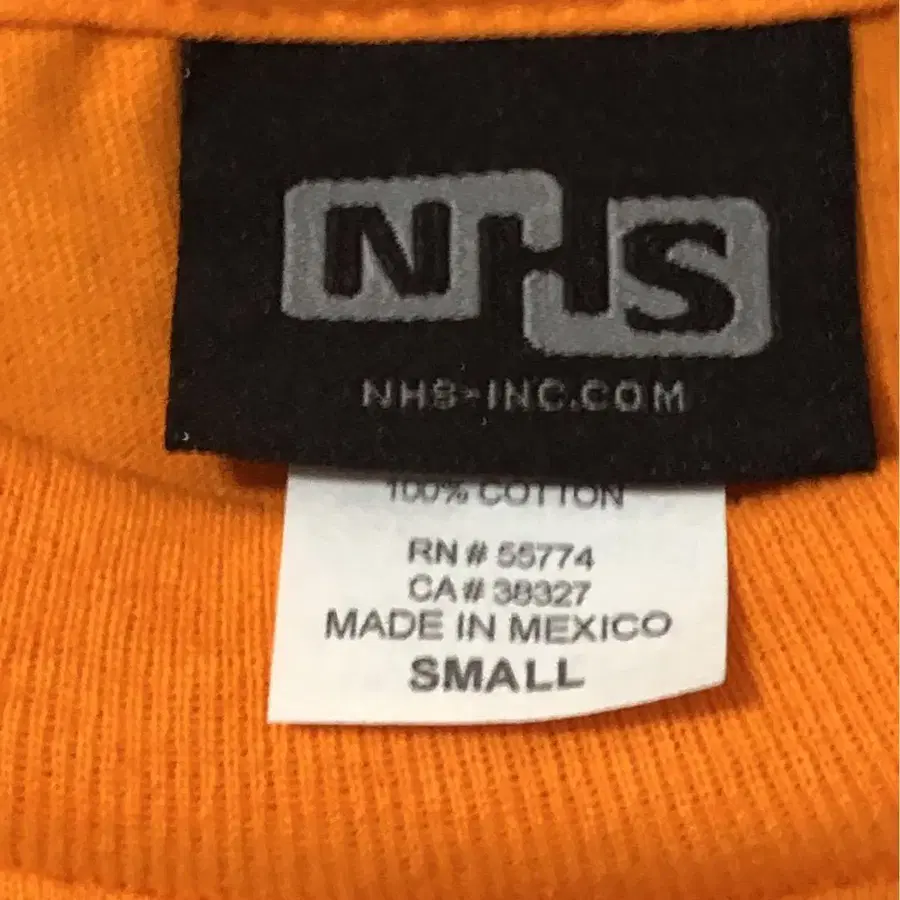 NHS
NHS-INC.COM
100% COTTON
RN # 55774
CA# 38327
MADE IN MEXICO
SMALL